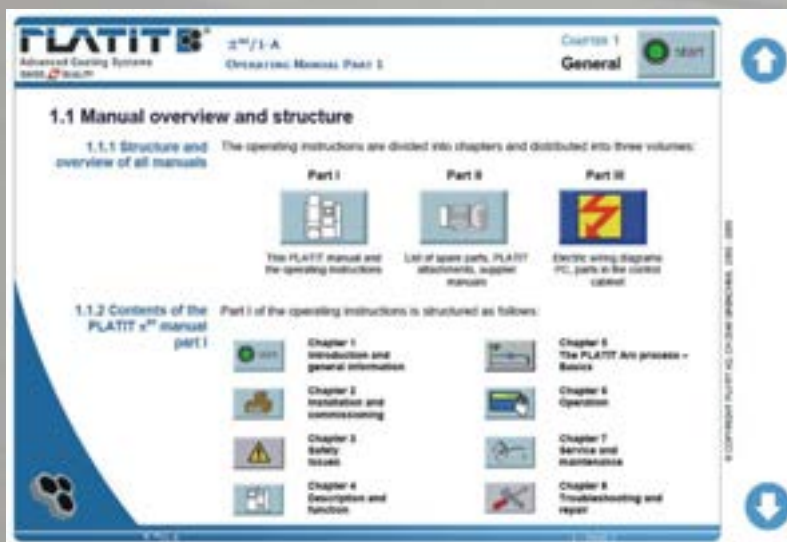 PLATIT
Advanced Coating Systems
SWISS QUALITY
π⁸⁰/1-A
OPERATING MANUAL PART 1
CHAPTER 1
General
start
1.1 Manual overview and structure
1.1.1 Structure and
overview of all manuals
The operating instructions are divided into chapters and distributed into three volumes:
Part I
Part II
Part III
This PLATIT manual and
the operating instructions
List of spare parts, PLATIT
attachments, supplier
manuals
Electric wiring diagrams
PC, parts in the control
cabinet
1.1.2 Contents of the
PLATIT π⁸⁰ manual
part I
Part I of the operating instructions is structured as follows:
start
Chapter 1
Introduction and
general information
Chapter 2
Installation and
commissioning
Chapter 3
Safety
issues
Chapter 4
Description and
function
Chapter 5
The PLATIT Arc process –
Basics
Chapter 6
Operation
Chapter 7
Service and
maintenance
Chapter 8
Troubleshooting and
repair
© COPYRIGHT PLATIT AG